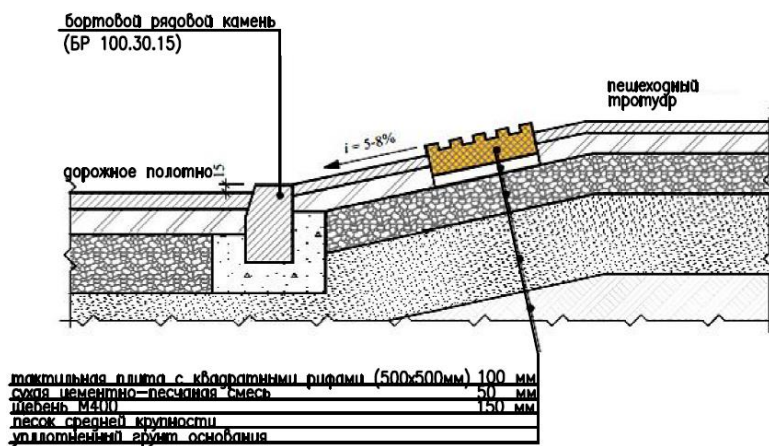 бортовой рядовой камень
(БР 100.30.15)
пешеходный
тротуар
i = 5-8%
дорожное полотно
15
тактильная плита с квадратными рифами (500х500мм) 100 мм
сухая цементно-песчаная смесь 50 мм
щебень М400 150 мм
песок средней крупности
уплотненный грунт основания